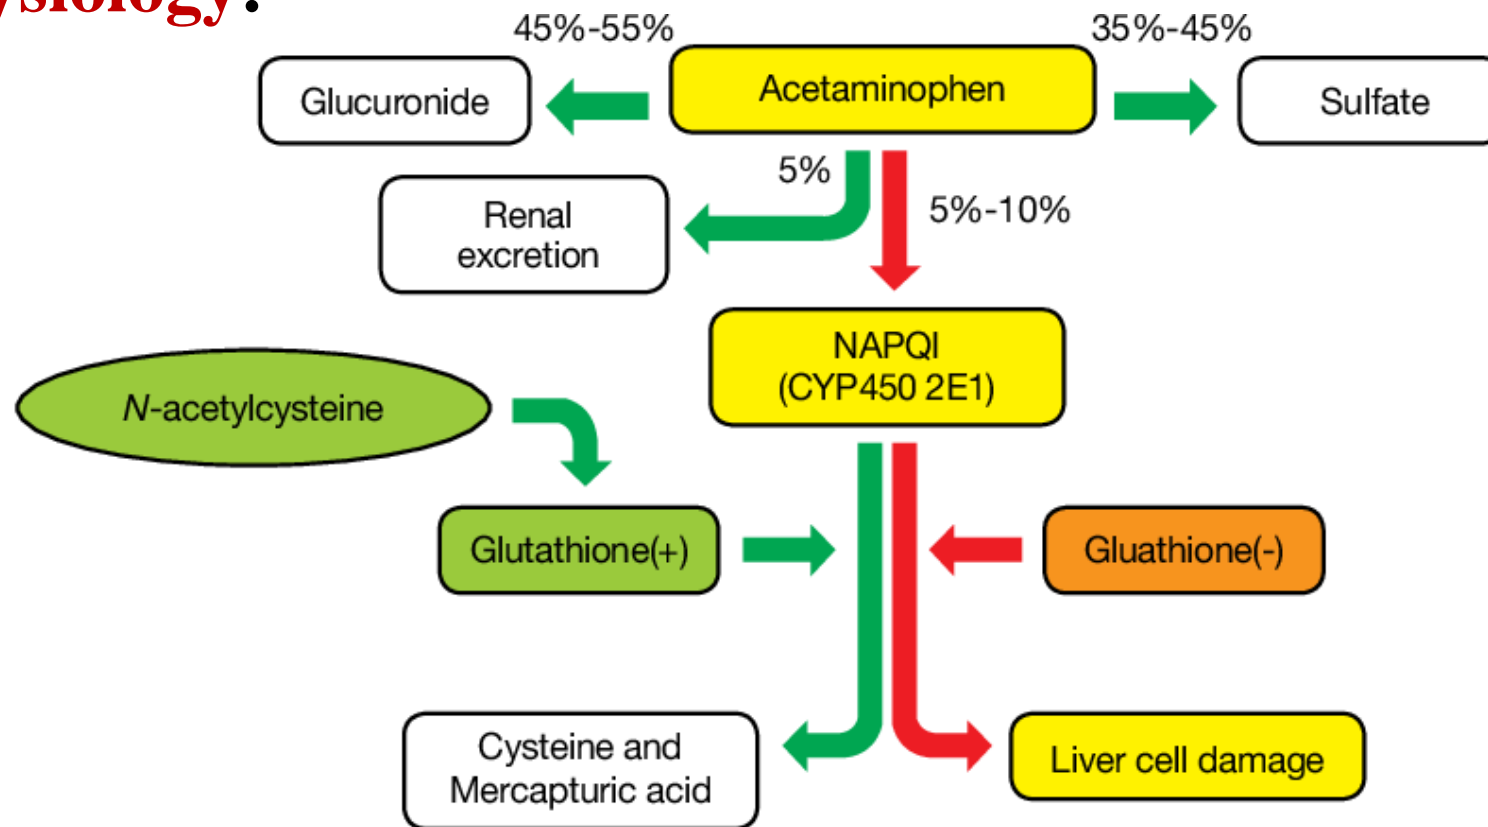 ysiology:
45%-55%
35%-45%
Glucuronide
Acetaminophen
Sulfate
5%
5%-10%
Renal
excretion
NAPQI
(CYP450 2E1)
N-acetylcysteine
Glutathione(+)
Gluathione(-)
Cysteine and
Mercapturic acid
Liver cell damage